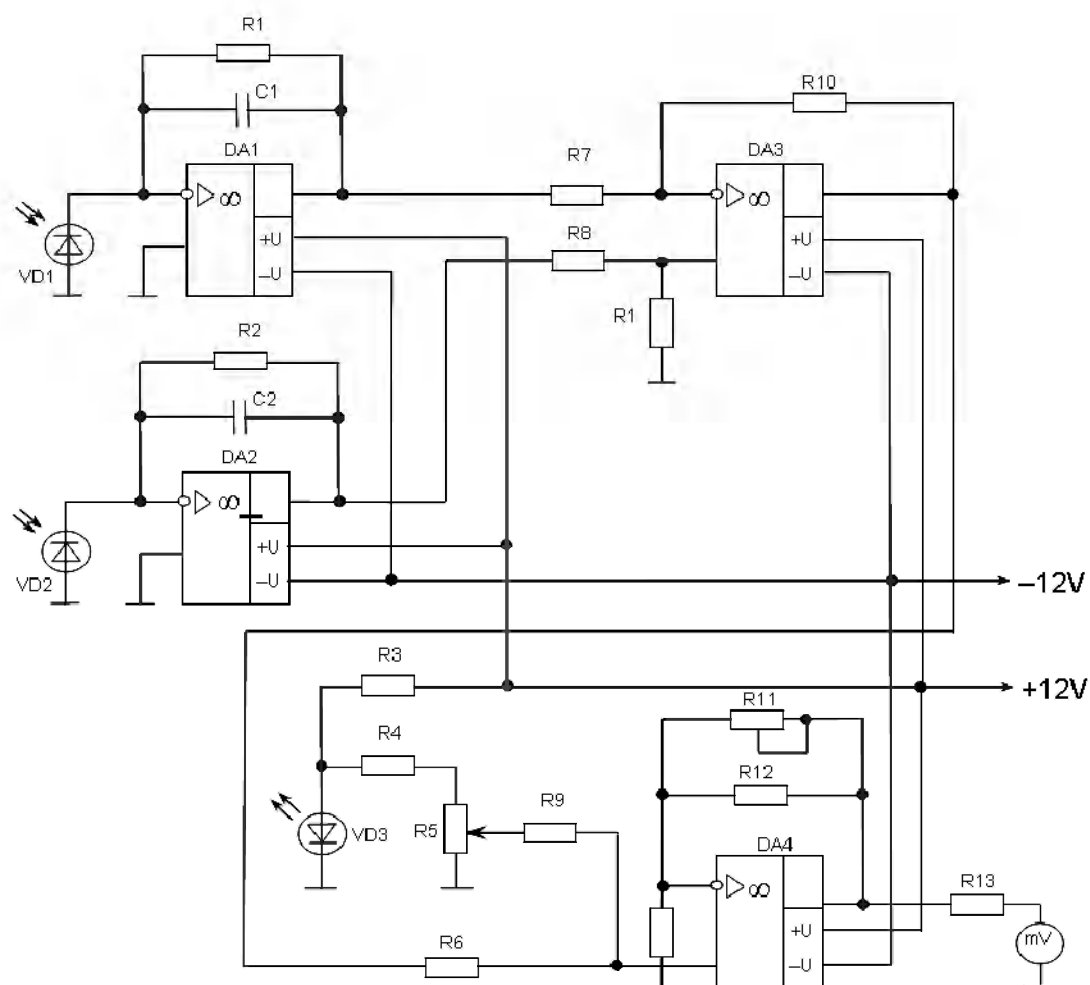 R1
C1
DA1
∞
+U
–U
VD1
R7
R8
R1
R10
DA3
∞
+U
–U
R2
C2
DA2
∞
+U
–U
VD2
–12V
+12V
R3
R4
R5
VD3
R9
R6
R11
R12
DA4
∞
+U
–U
R13
mV